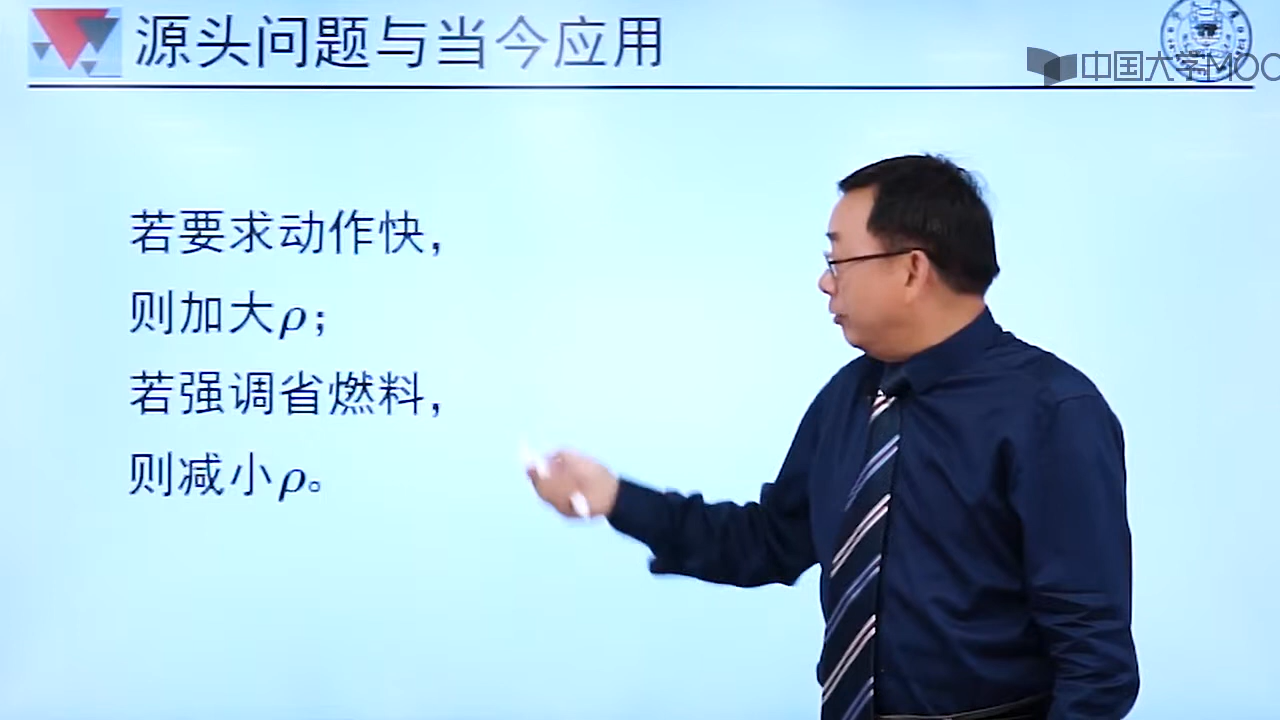 源头问题与当今应用
中国大学MOO
若要求动作快，
则加大ρ；
若强调省燃料，
则减小ρ。